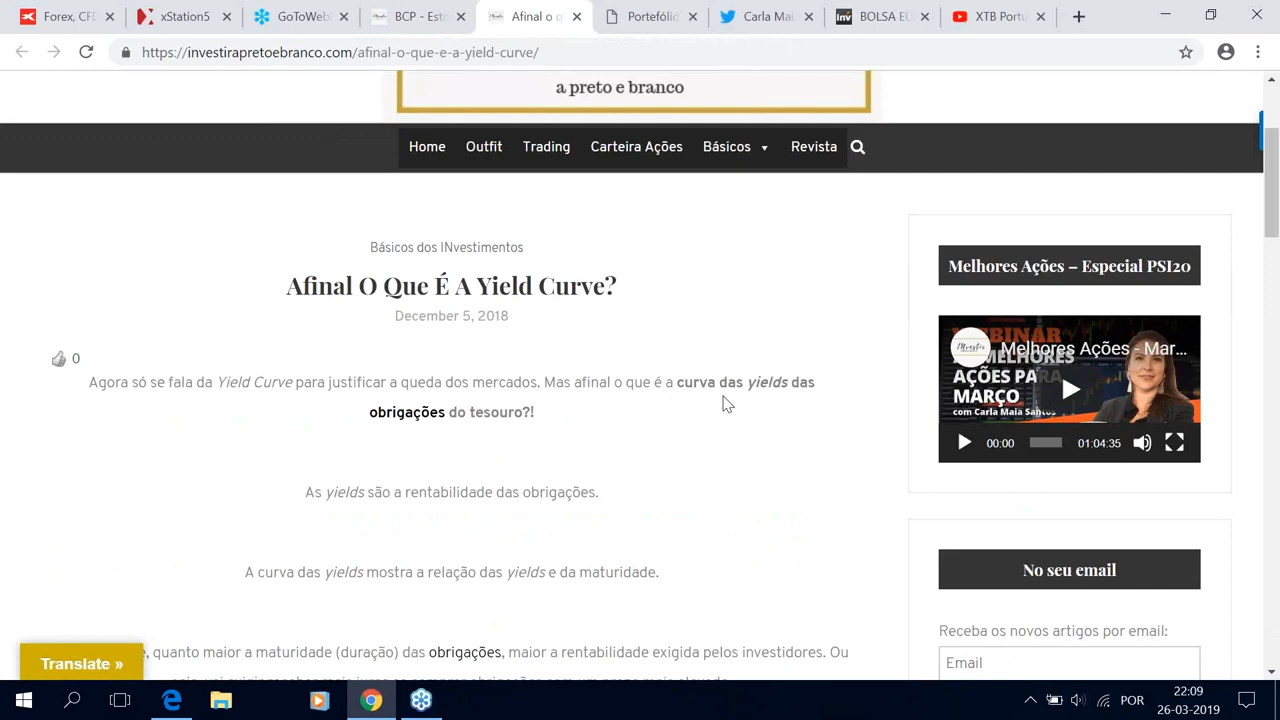 Forex, CFD
xStation5
GoToWeb
BCP - Estr
Afinal o q
Portefólio
Carla Mai
BOLSA EU
XTB Portu
https://investirapretoebranco.com/afinal-o-que-e-a-yield-curve/
a preto e branco
Home
Outfit
Trading
Carteira Ações
Básicos
Revista
Básicos dos INvestimentos
Afinal O Que É A Yield Curve?
December 5, 2018
0
Agora só se fala da Yield Curve para justificar a queda dos mercados. Mas afinal o que é a curva das yields das
obrigações do tesouro?!
As yields são a rentabilidade das obrigações.
A curva das yields mostra a relação das yields e da maturidade.
quanto maior a maturidade (duração) das obrigações, maior a rentabilidade exigida pelos investidores. Ou
Translate »
Melhores Ações – Especial PSI20
WEBINAR
Melhores Ações - Mar...
MELHORES
AÇÕES PARA
MARÇO
com Carla Maia Santos
00:00
01:04:35
No seu email
Receba os novos artigos por email:
Email
POR
22:09
26-03-2019